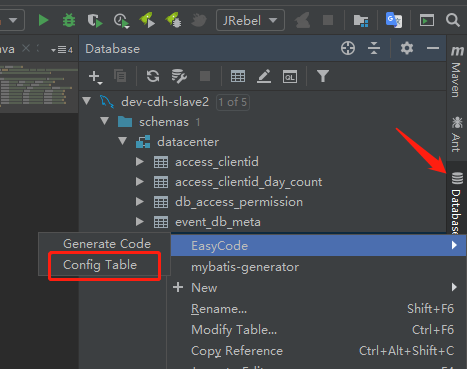 JRebel
ava
4
Database
dev-cdh-slave2 1 of 5
schemas 1
datacenter
access_clientid
access_clientid_day_count
db_access_permission
event_db_meta
Generate Code
Config Table
EasyCode
mybatis-generator
New
Rename... Shift+F6
Modify Table... Ctrl+F6
Copy Reference Ctrl+Alt+Shift+C
m
Maven
Ant
Database
QL
G